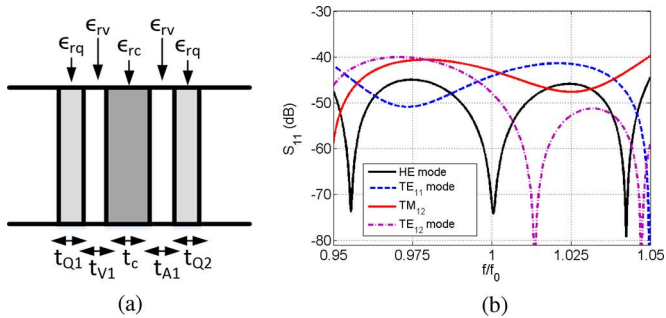 ϵrq ϵrv ϵrc ϵrv ϵrq
tQ1 tV1 tc tA1 tQ2
(a)
S11 (dB)
-30
-40
-50
-60
-70
-80
HE mode
TE11 mode
TM12
TE12 mode
0.95 0.975 1 1.025 1.05
f/f0
(b)